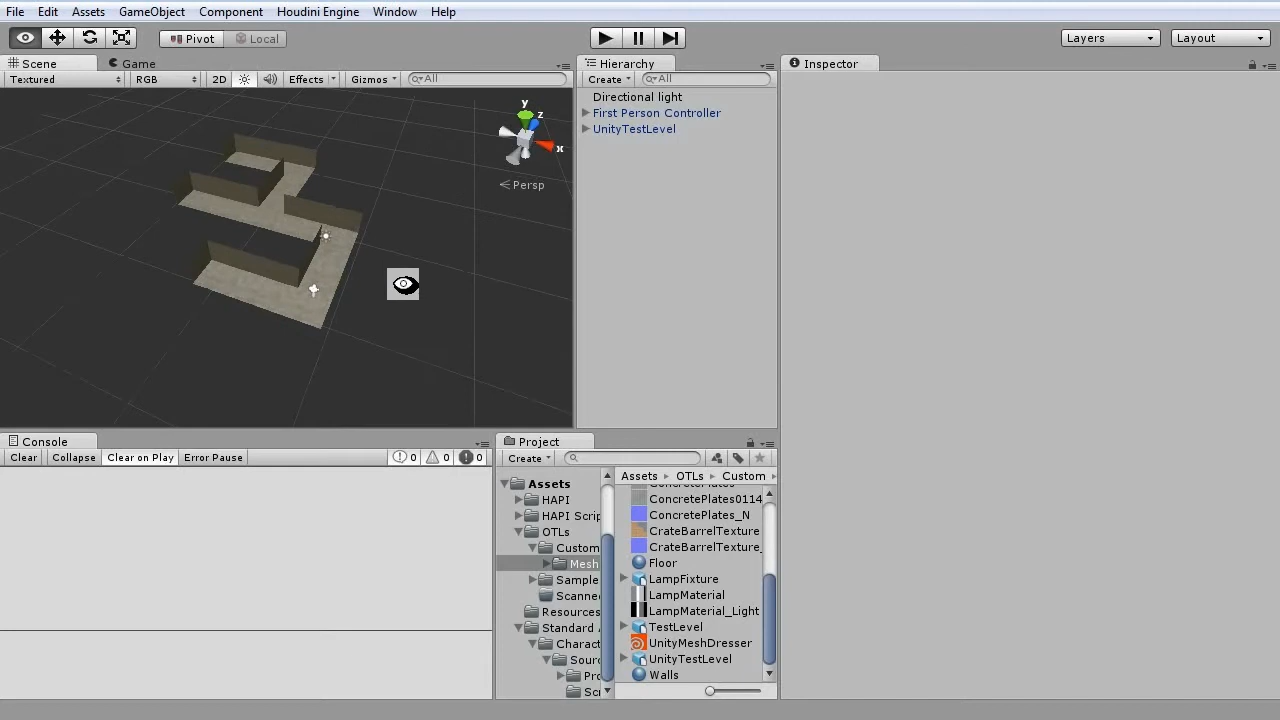 File Edit Assets GameObject Component Houdini Engine Window Help
Pivot Local Layers Layout
Scene Game Hierarchy Inspector
Textured RGB 2D Effects Gizmos All Create All
Directional light
First Person Controller
UnityTestLevel
y
z
x
Persp
Console Project
Clear Collapse Clear on Play Error Pause 0 0 0 Create
Assets Assets OTLs Custom
HAPI ConcretePlates0114
HAPI Scrip ConcretePlates_N
OTLs CrateBarrelTexture
Custom CrateBarrelTexture_
Mesh Floor
Sample LampFixture
Scanne LampMaterial
Resources LampMaterial_Light
Standard A TestLevel
Charact UnityMeshDresser
Sourc UnityTestLevel
Pro Walls
Scr